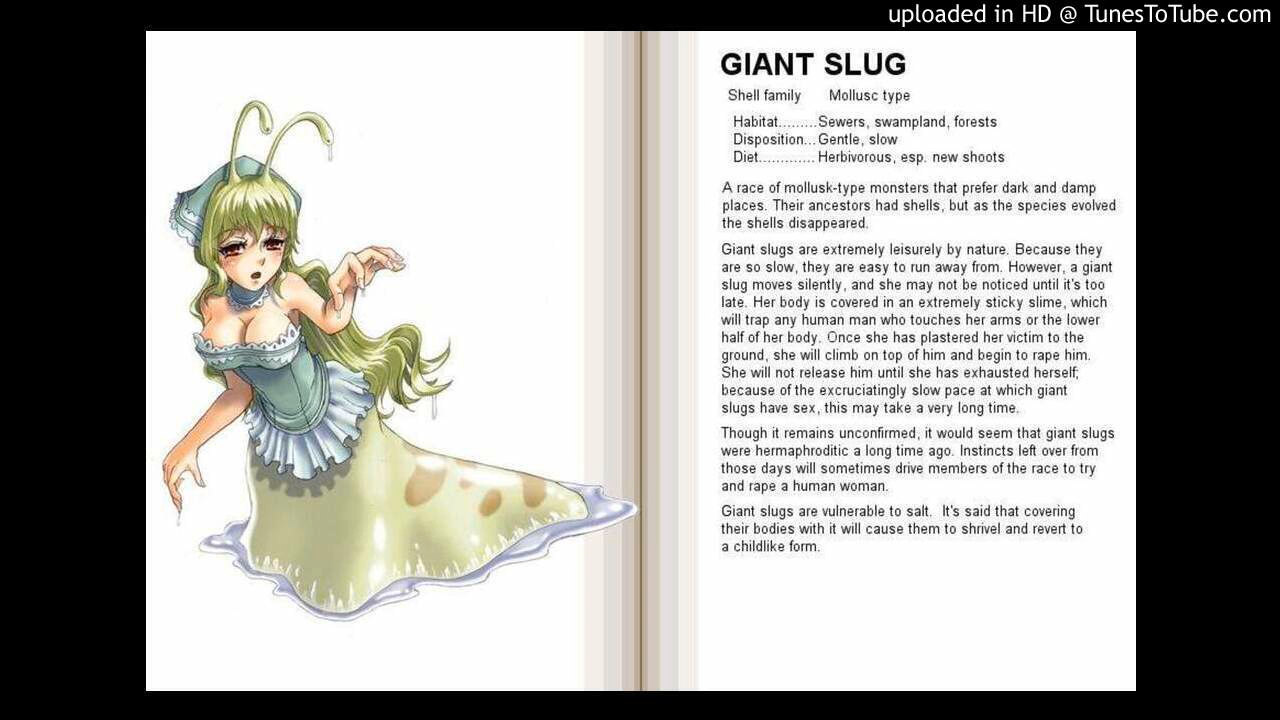 uploaded in HD @ TunesToTube.com
GIANT SLUG
Shell family Mollusc type
Habitat.........Sewers, swampland, forests
Disposition...Gentle, slow
Diet.............Herbivorous, esp. new shoots
A race of mollusk-type monsters that prefer dark and damp
places. Their ancestors had shells, but as the species evolved
the shells disappeared.
Giant slugs are extremely leisurely by nature. Because they
are so slow, they are easy to run away from. However, a giant
slug moves silently, and she may not be noticed until it's too
late. Her body is covered in an extremely sticky slime, which
will trap any human man who touches her arms or the lower
half of her body. Once she has plastered her victim to the
ground, she will climb on top of him and begin to rape him.
She will not release him until she has exhausted herself;
because of the excruciatingly slow pace at which giant
slugs have sex, this may take a very long time.
Though it remains unconfirmed, it would seem that giant slugs
were hermaphroditic a long time ago. Instincts left over from
those days will sometimes drive members of the race to try
and rape a human woman.
Giant slugs are vulnerable to salt. It's said that covering
their bodies with it will cause them to shrivel and revert to
a childlike form.